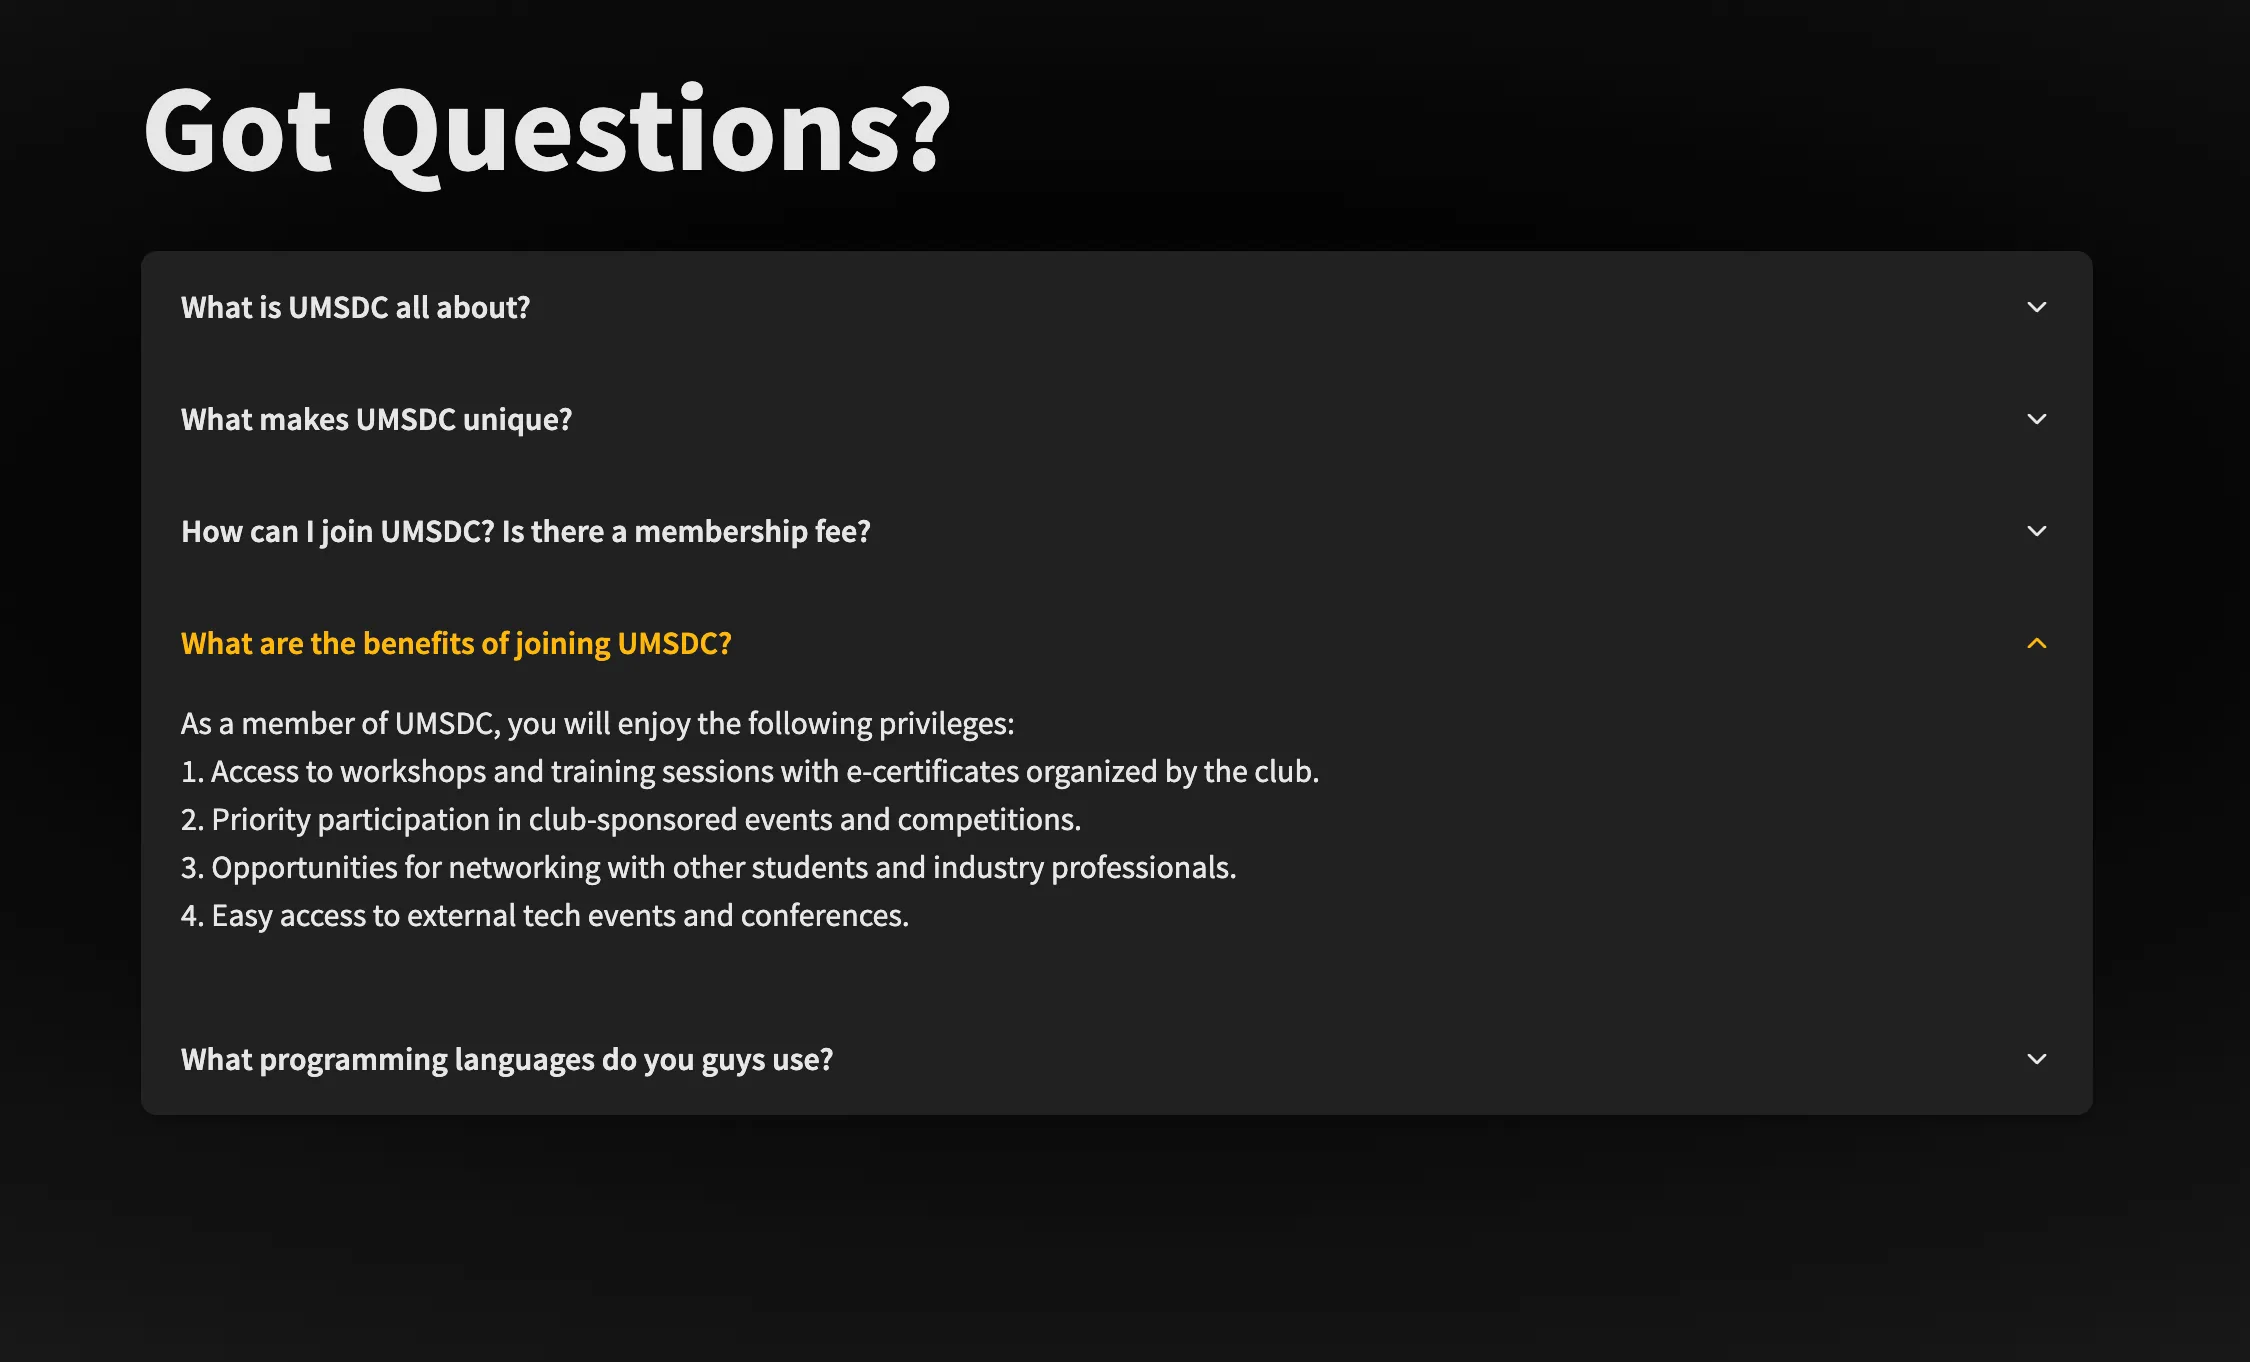 Got Questions?
What is UMSDC all about?
What makes UMSDC unique?
How can I join UMSDC? Is there a membership fee?
What are the benefits of joining UMSDC?
As a member of UMSDC, you will enjoy the following privileges:
1. Access to workshops and training sessions with e-certificates organized by the club.
2. Priority participation in club-sponsored events and competitions.
3. Opportunities for networking with other students and industry professionals.
4. Easy access to external tech events and conferences.
What programming languages do you guys use?